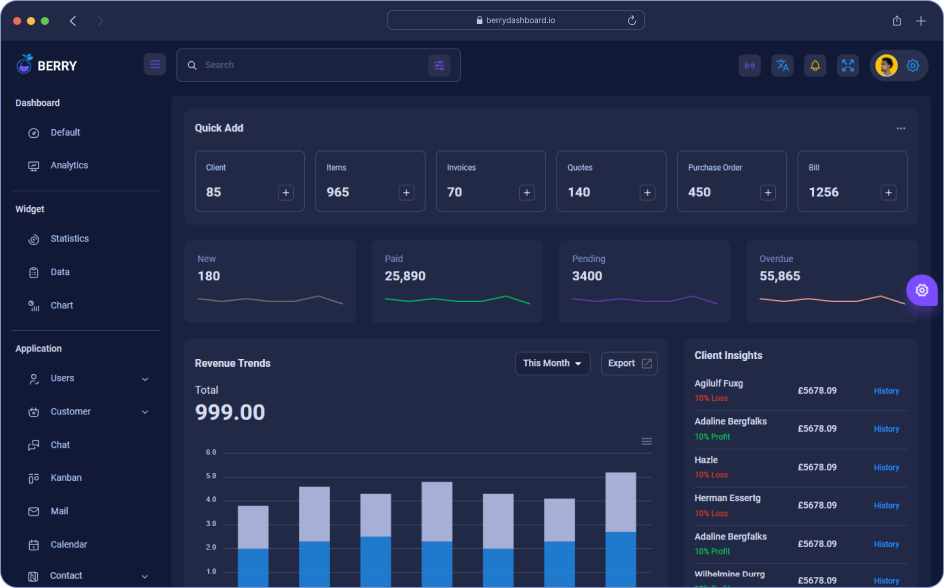 berrydashboard.io
BERRY
Search
Dashboard
Default
Analytics
Widget
Statistics
Data
Chart
Application
Users
Customer
Chat
Kanban
Mail
Calendar
Contact
Quick Add
Client
85
Items
965
Invoices
70
Quotes
140
Purchase Order
450
Bill
1256
New
180
Paid
25,890
Pending
3400
Overdue
55,865
Revenue Trends
This Month
Export
Total
999.00
6.0
5.0
4.0
3.0
2.0
1.0
Client Insights
Agilulf Fuxg
10% Loss
£5678.09
History
Adaline Bergfalks
10% Profit
£5678.09
History
Hazle
10% Loss
£5678.09
History
Herman Essertg
10% Loss
£5678.09
History
Adaline Bergfalks
10% Profit
£5678.09
History
Wilhelmine Durrg
£5678.09
History